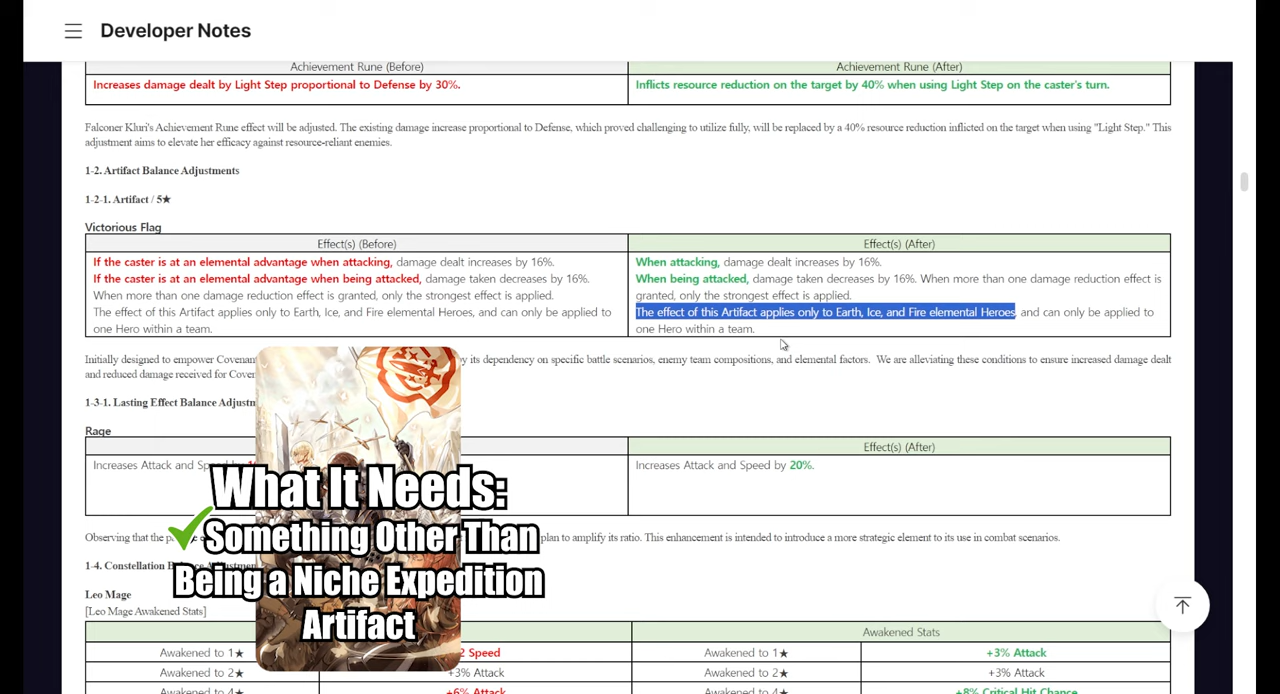 Developer Notes
Achievement Rune (Before)
Achievement Rune (After)
Increases damage dealt by Light Step proportional to Defense by 30%.
Inflicts resource reduction on the target by 40% when using Light Step on the caster's turn.
Falconer Kluri's Achievement Rune effect will be adjusted. The existing damage increase proportional to Defense, which proved challenging to utilize fully, will be replaced by a 40% resource reduction inflicted on the target when using "Light Step." This
adjustment aims to elevate her efficacy against resource-reliant enemies.
1-2. Artifact Balance Adjustments
1-2-1. Artifact / 5★
Victorious Flag
Effect(s) (Before)
Effect(s) (After)
If the caster is at an elemental advantage when attacking, damage dealt increases by 16%.
If the caster is at an elemental advantage when being attacked, damage taken decreases by 16%.
When more than one damage reduction effect is granted, only the strongest effect is applied.
The effect of this Artifact applies only to Earth, Ice, and Fire elemental Heroes, and can only be applied to
one Hero within a team.
When attacking, damage dealt increases by 16%.
When being attacked, damage taken decreases by 16%. When more than one damage reduction effect is
granted, only the strongest effect is applied.
The effect of this Artifact applies only to Earth, Ice, and Fire elemental Heroes, and can only be applied to
one Hero within a team.
Initially designed to empower Covenan
y its dependency on specific battle scenarios, enemy team compositions, and elemental factors. We are alleviating these conditions to ensure increased damage dealt
and reduced damage received for Cover
1-3-1. Lasting Effect Balance Adjustm
Rage
Effect(s) (After)
Increases Attack and Speed by
Increases Attack and Speed by 20%.
What It Needs:
Something Other Than
Being a Niche Expedition
Artifact
Observing that the p
plan to amplify its ratio. This enhancement is intended to introduce a more strategic element to its use in combat scenarios.
1-4. Constellation B
Leo Mage
[Leo Mage Awakened Stats]
Awakened Stats
Awakened to 1★
2 Speed
Awakened to 1★
+3% Attack
Awakened to 2★
+3% Attack
Awakened to 2★
+3% Attack
Awakened to 4★
+6% Attack
Awakened to 4★
+8% Critical Hit Chance